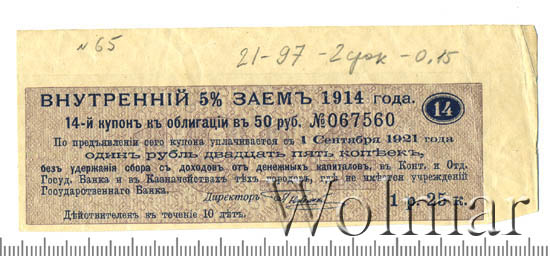 №65
21-97 - 2 фок - 0.15
ВНУТРЕННІЙ 5% ЗАЕМЪ 1914 года.
14-й купон къ облигаціи въ 50 руб. №067560
14
По предъявленіи сего купона уплачивается съ 1 Сентября 1921 года
одинъ рубль двадцать пять копѣекъ,
безъ удержанія сбора съ доходовъ отъ денежныхъ капиталовъ, въ Конт. и Отд.
Госуд. Банка и въ Казначействахъ тѣхъ городовъ, гдѣ не имѣется учрежденій
Государственнаго Банка.
Директоръ
1 р. 25 к.
Дѣйствителенъ въ теченіе 10 лѣтъ.
Wolmar